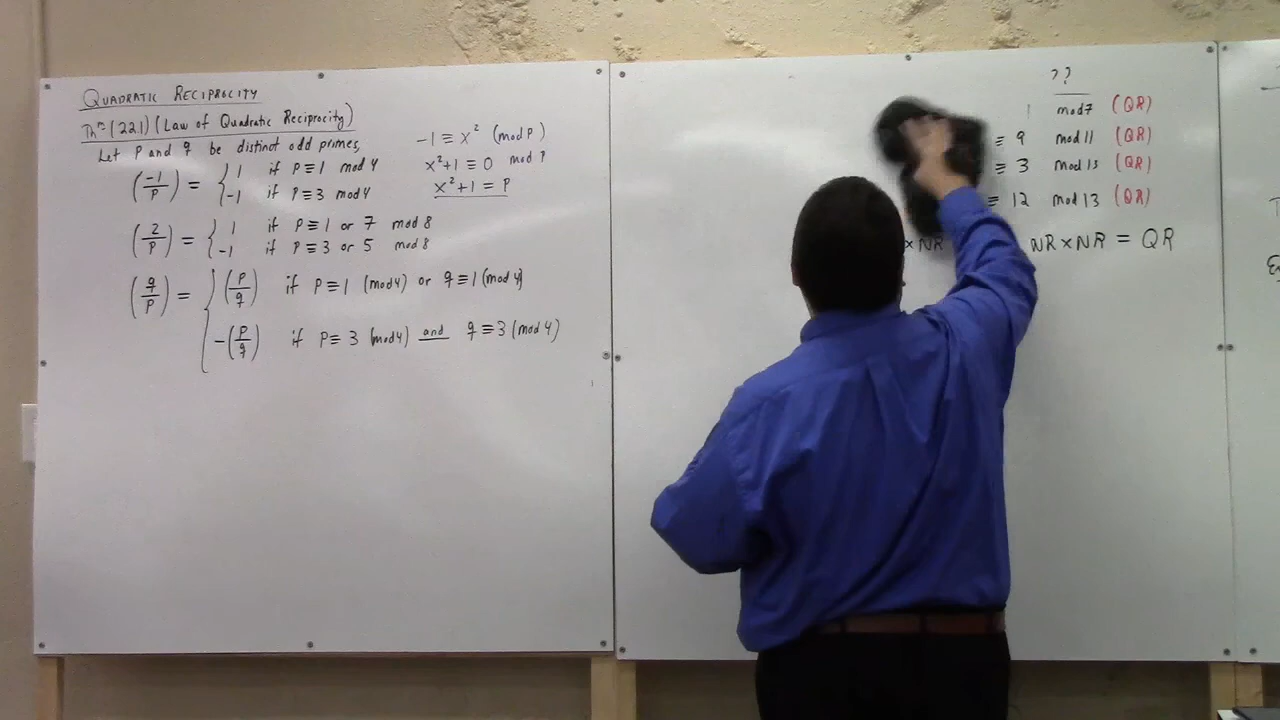 QUADRATIC RECIPROCITY
Thm (22.1) (Law of Quadratic Reciprocity)
Let P and q be distinct odd primes,
(-1/P) = { 1 if P ≡ 1 mod 4
-1 if P ≡ 3 mod 4
(2/P) = { 1 if P ≡ 1 or 7 mod 8
-1 if P ≡ 3 or 5 mod 8
(q/P) = { (P/q) if P ≡ 1 (mod 4) or q ≡ 1 (mod 4)
-(P/q) if P ≡ 3 (mod 4) and q ≡ 3 (mod 4)
-1 ≡ x² (mod P)
x²+1 ≡ 0 mod P
x²+1 = P
??
1 mod 7 (QR)
≡ 9 mod 11 (QR)
≡ 3 mod 13 (QR)
≡ 12 mod 13 (QR)
× NR NR × NR = QR